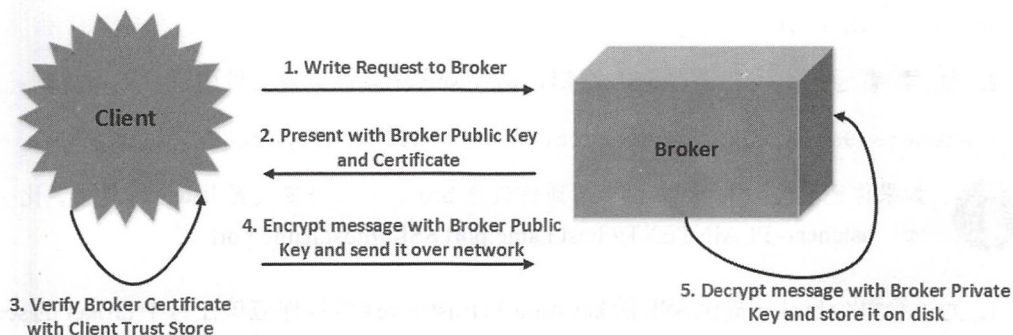 Client
1. Write Request to Broker
2. Present with Broker Public Key
and Certificate
Broker
4. Encrypt message with Broker Public
Key and send it over network
3. Verify Broker Certificate
with Client Trust Store
5. Decrypt message with Broker Private
Key and store it on disk